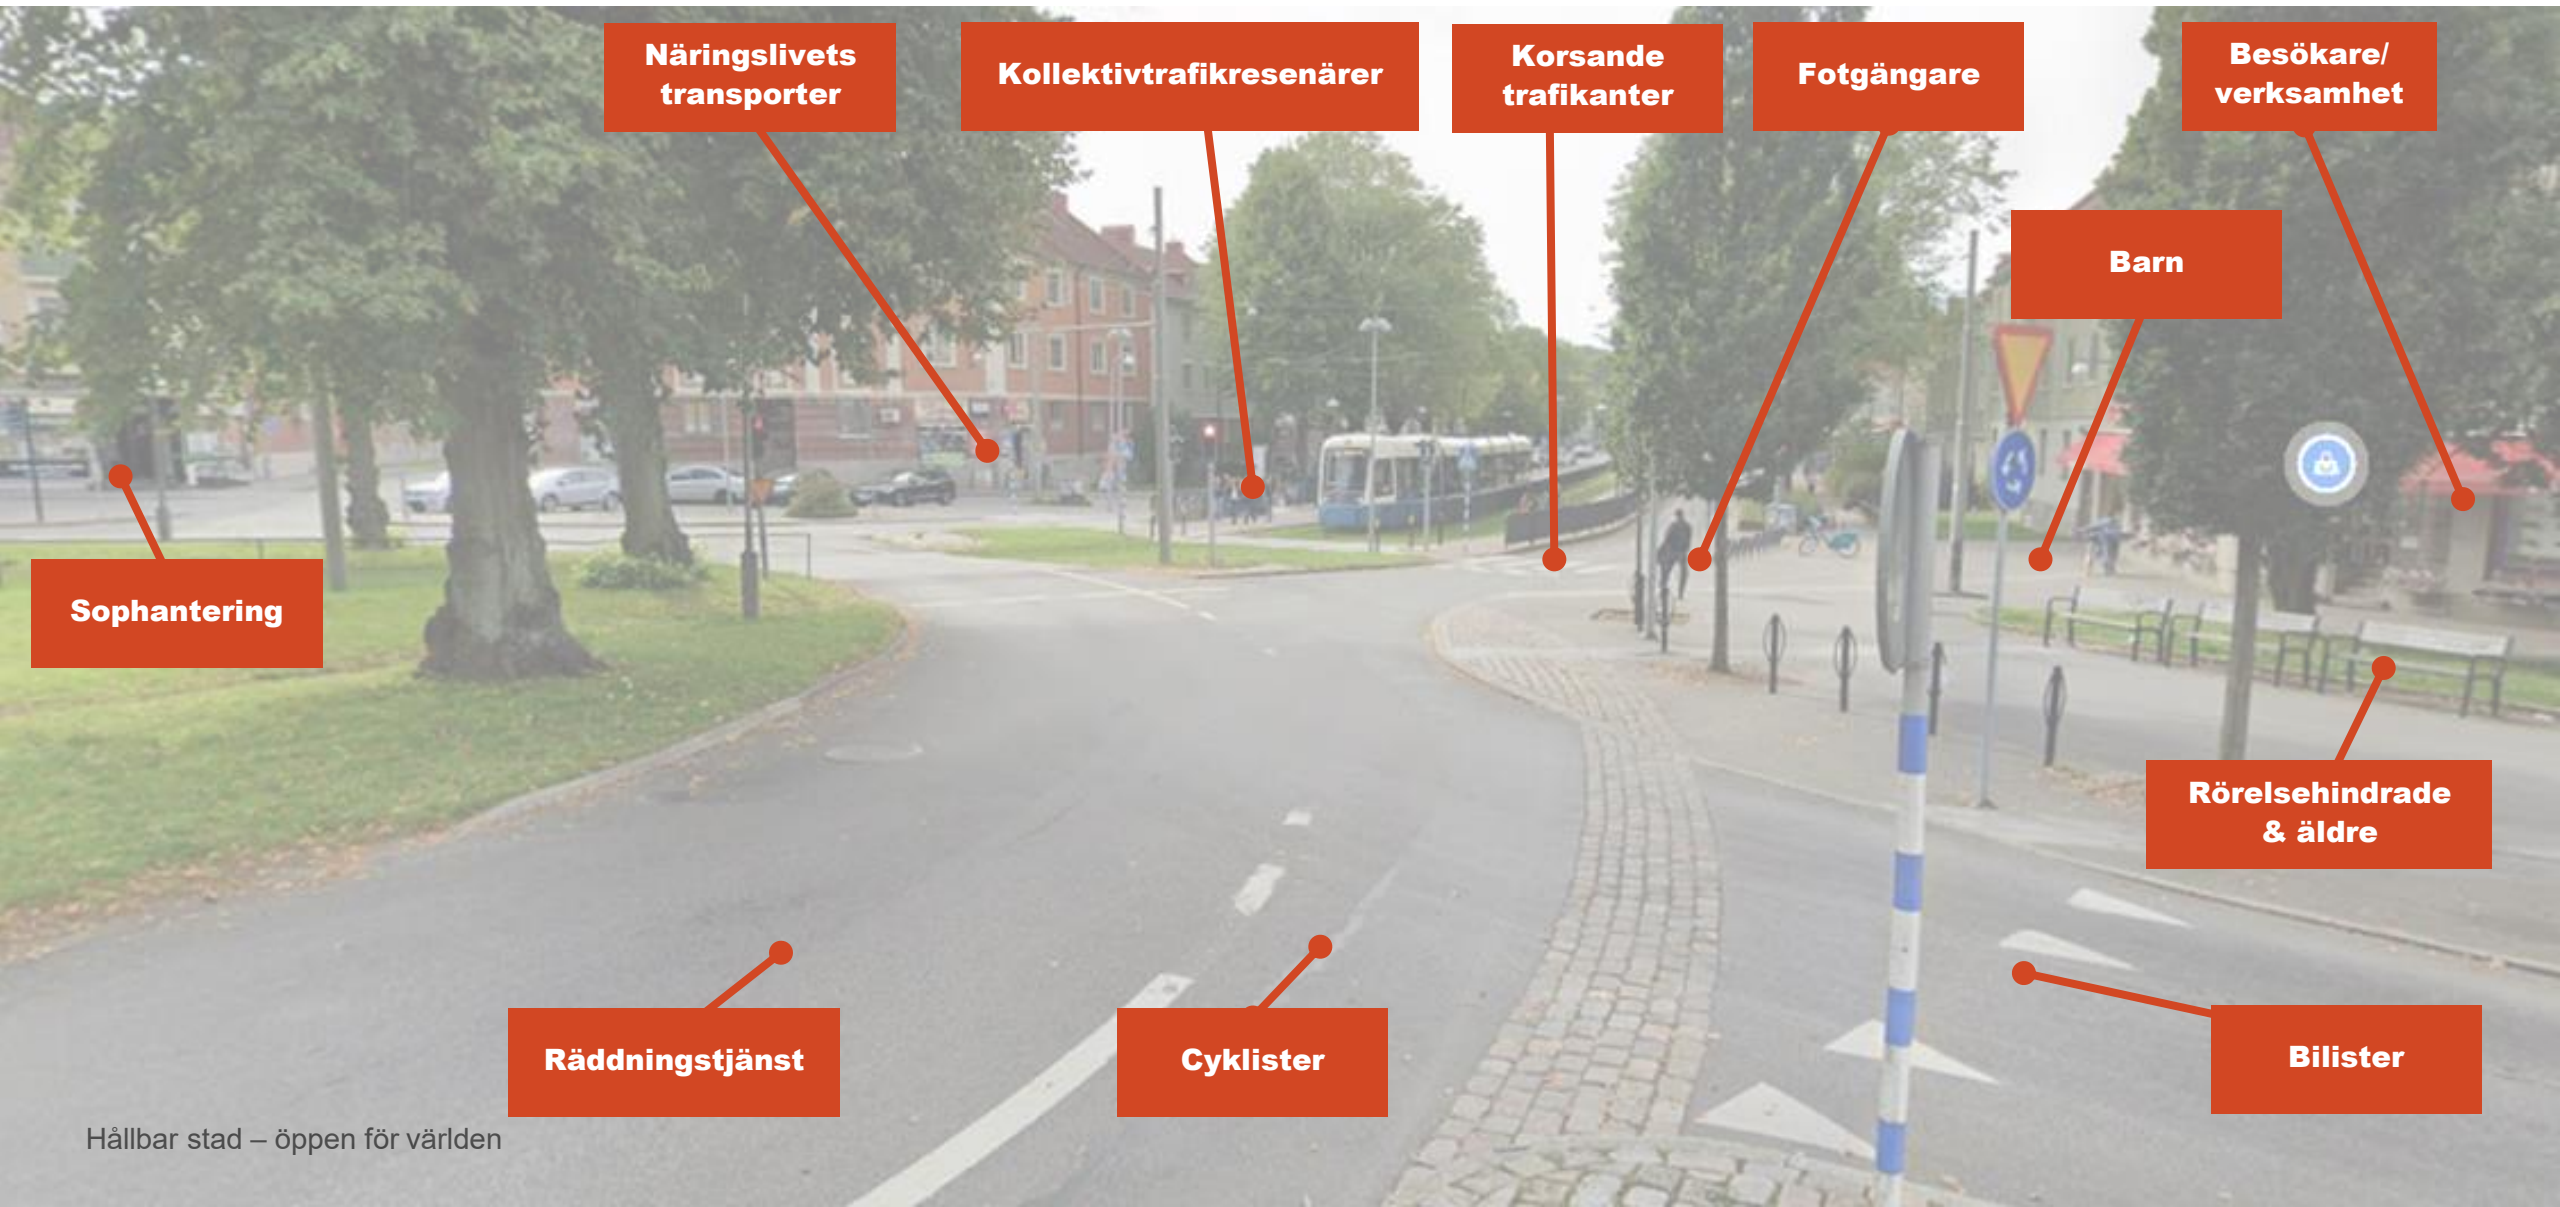 Näringslivets
transporter
Kollektivtrafikresenärer
Korsande
trafikanter
Fotgängare
Besökare/
verksamhet
Barn
Sophantering
Rörelsehindrade
& äldre
Räddningstjänst
Cyklister
Bilister
Hållbar stad – öppen för världen